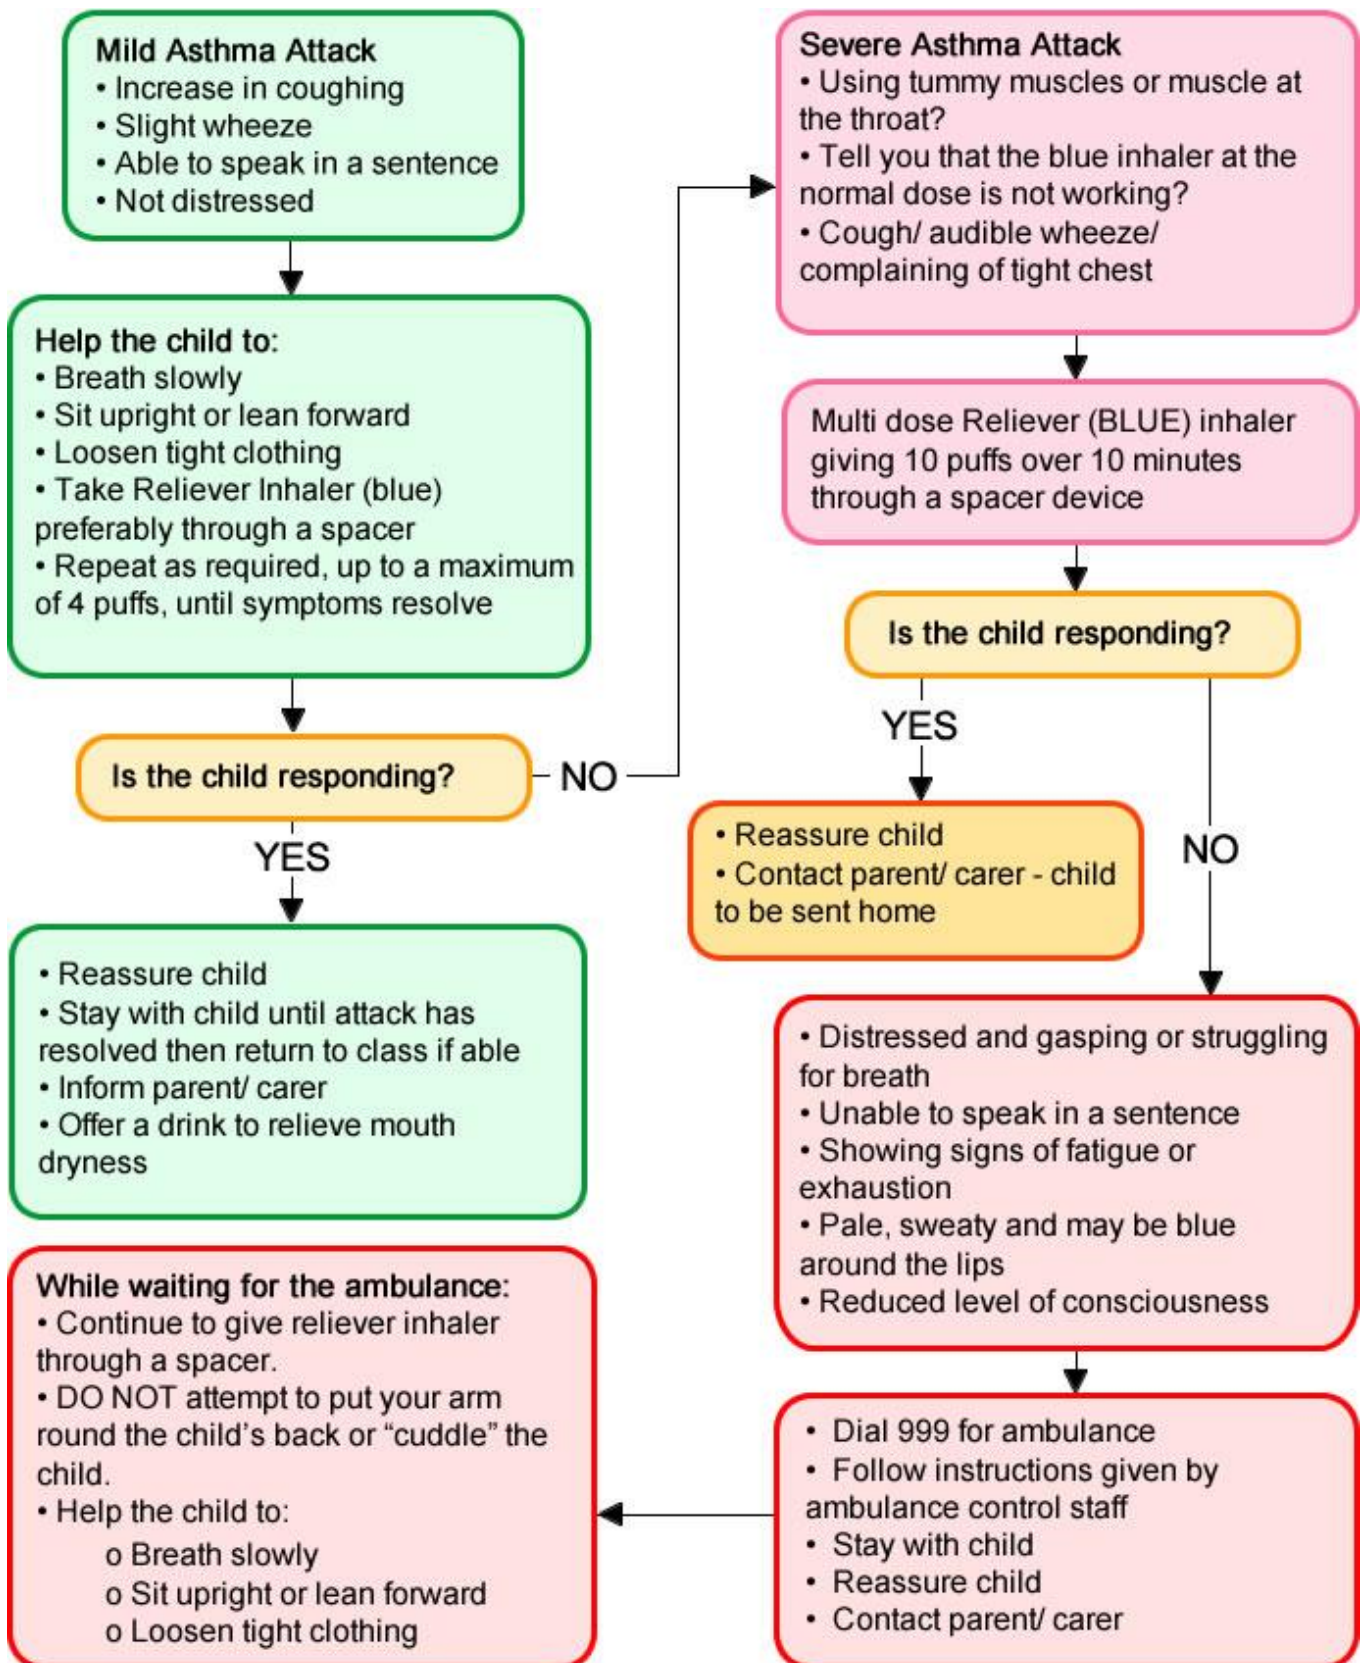 Mild Asthma Attack
• Increase in coughing
• Slight wheeze
• Able to speak in a sentence
• Not distressed
Help the child to:
• Breath slowly
• Sit upright or lean forward
• Loosen tight clothing
• Take Reliever Inhaler (blue)
preferably through a spacer
• Repeat as required, up to a maximum
of 4 puffs, until symptoms resolve
Is the child responding?
NO
YES
• Reassure child
• Stay with child until attack has
resolved then return to class if able
• Inform parent/ carer
• Offer a drink to relieve mouth
dryness
Severe Asthma Attack
• Using tummy muscles or muscle at
the throat?
• Tell you that the blue inhaler at the
normal dose is not working?
• Cough/ audible wheeze/
complaining of tight chest
Multi dose Reliever (BLUE) inhaler
giving 10 puffs over 10 minutes
through a spacer device
Is the child responding?
YES
• Reassure child
• Contact parent/ carer - child
to be sent home
NO
• Distressed and gasping or struggling
for breath
• Unable to speak in a sentence
• Showing signs of fatigue or
exhaustion
• Pale, sweaty and may be blue
around the lips
• Reduced level of consciousness
• Dial 999 for ambulance
• Follow instructions given by
ambulance control staff
• Stay with child
• Reassure child
• Contact parent/ carer
While waiting for the ambulance:
• Continue to give reliever inhaler
through a spacer.
• DO NOT attempt to put your arm
round the child’s back or “cuddle” the
child.
• Help the child to:
o Breath slowly
o Sit upright or lean forward
o Loosen tight clothing